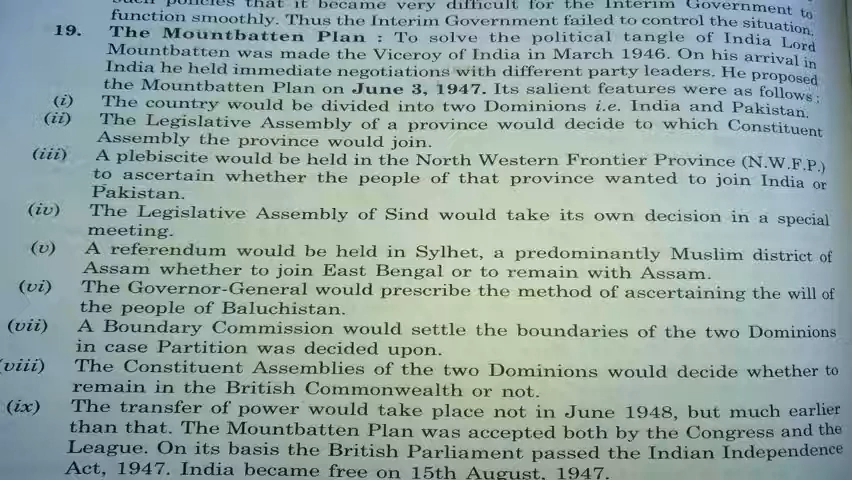 such policies that it became very difficult for the Interim Government to
function smoothly. Thus the Interim Government failed to control the situation.
19. The Mountbatten Plan : To solve the political tangle of India Lord
Mountbatten was made the Viceroy of India in March 1946. On his arrival in
India he held immediate negotiations with different party leaders. He proposed
the Mountbatten Plan on June 3, 1947. Its salient features were as follows :
(i) The country would be divided into two Dominions i.e. India and Pakistan.
(ii) The Legislative Assembly of a province would decide to which Constituent
Assembly the province would join.
(iii) A plebiscite would be held in the North Western Frontier Province (N.W.F.P.)
to ascertain whether the people of that province wanted to join India or
Pakistan.
(iv) The Legislative Assembly of Sind would take its own decision in a special
meeting.
(v) A referendum would be held in Sylhet, a predominantly Muslim district of
Assam whether to join East Bengal or to remain with Assam.
(vi) The Governor-General would prescribe the method of ascertaining the will of
the people of Baluchistan.
(vii) A Boundary Commission would settle the boundaries of the two Dominions
in case Partition was decided upon.
(viii) The Constituent Assemblies of the two Dominions would decide whether to
remain in the British Commonwealth or not.
(ix) The transfer of power would take place not in June 1948, but much earlier
than that. The Mountbatten Plan was accepted both by the Congress and the
League. On its basis the British Parliament passed the Indian Independence
Act, 1947. India became free on 15th August, 1947.